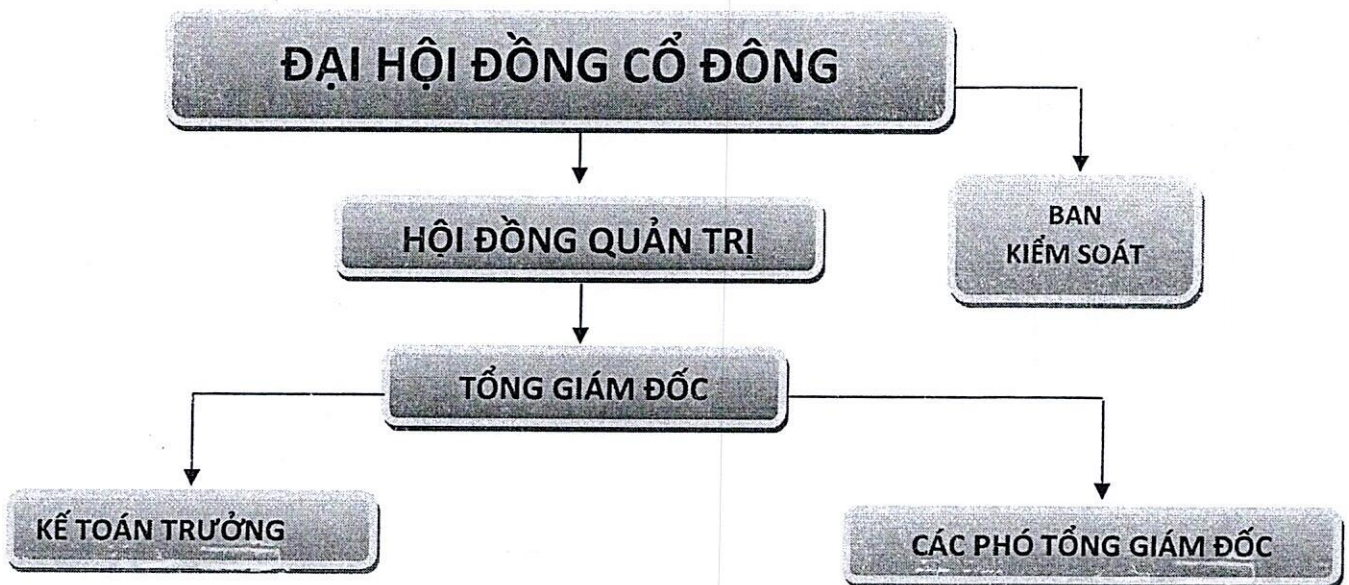 ĐẠI HỘI ĐỒNG CỔ ĐÔNG
HỘI ĐỒNG QUẢN TRỊ
BAN
KIỂM SOÁT
TỔNG GIÁM ĐỐC
KẾ TOÁN TRƯỞNG
CÁC PHÓ TỔNG GIÁM ĐỐC